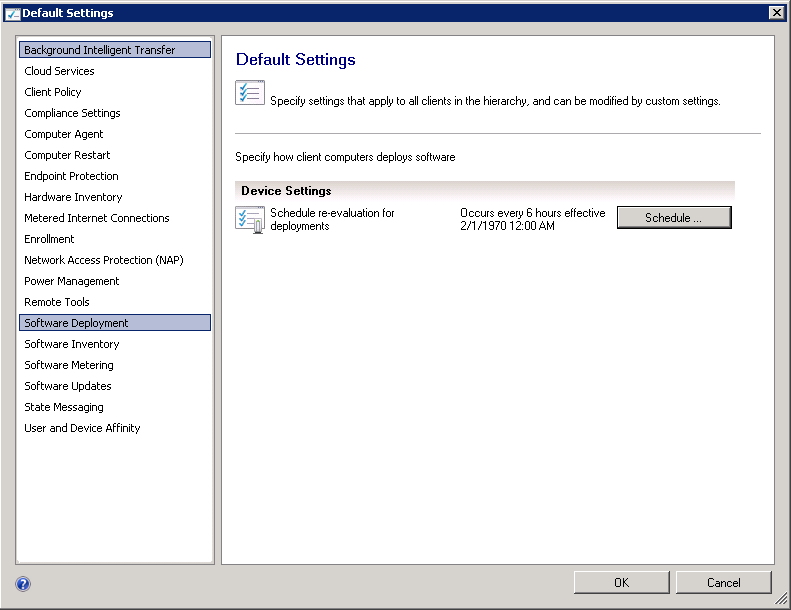 Default Settings
Background Intelligent Transfer
Cloud Services
Client Policy
Compliance Settings
Computer Agent
Computer Restart
Endpoint Protection
Hardware Inventory
Metered Internet Connections
Enrollment
Network Access Protection (NAP)
Power Management
Remote Tools
Software Deployment
Software Inventory
Software Metering
Software Updates
State Messaging
User and Device Affinity
Default Settings
Specify settings that apply to all clients in the hierarchy, and can be modified by custom settings.
Specify how client computers deploys software
Device Settings
Schedule re-evaluation for
deployments
Occurs every 6 hours effective
2/1/1970 12:00 AM
Schedule ...
?
OK
Cancel